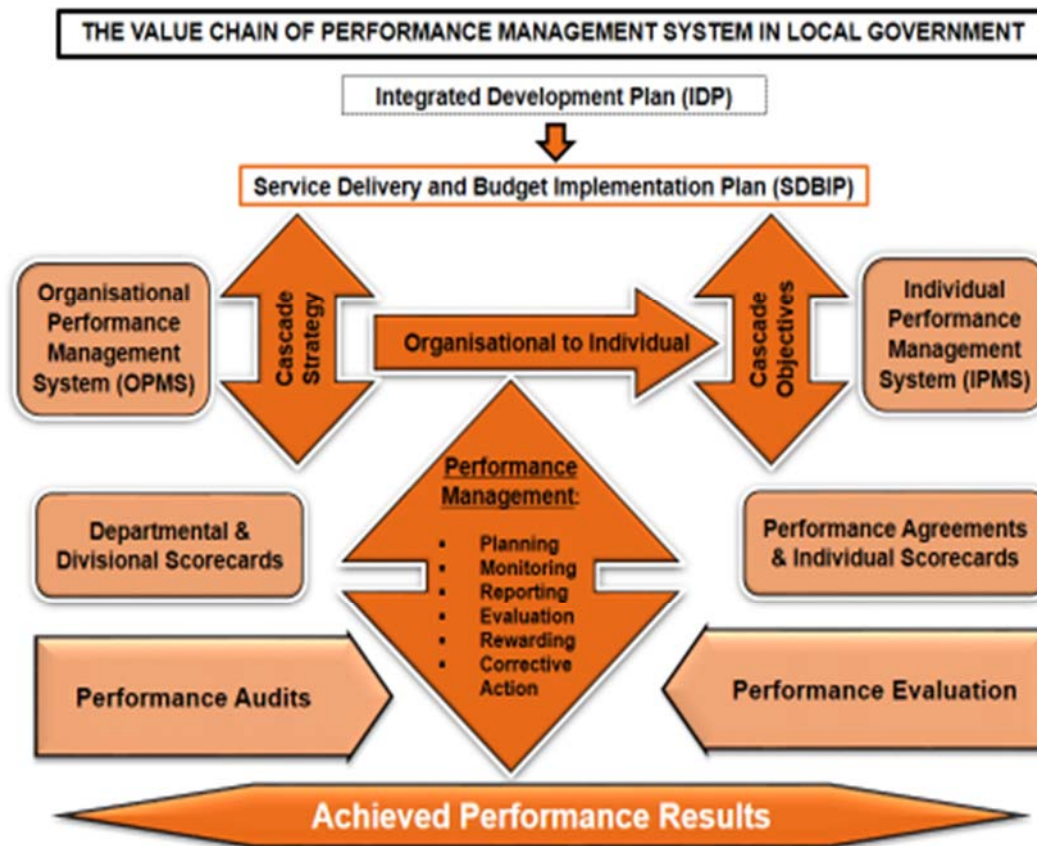 THE VALUE CHAIN OF PERFORMANCE MANAGEMENT SYSTEM IN LOCAL GOVERNMENT
Integrated Development Plan (IDP)
Service Delivery and Budget Implementation Plan (SDBIP)
Organisational
Performance
Management
System (OPMS)
Cascade
Strategy
Organisational to Individual
Cascade
Objectives
Individual
Performance
Management
System (IPMS)
Departmental &
Divisional Scorecards
Performance
Management:
▪ Planning
▪ Monitoring
▪ Reporting
▪ Evaluation
▪ Rewarding
▪ Corrective
Action
Performance Agreements
& Individual Scorecards
Performance Audits
Performance Evaluation
Achieved Performance Results